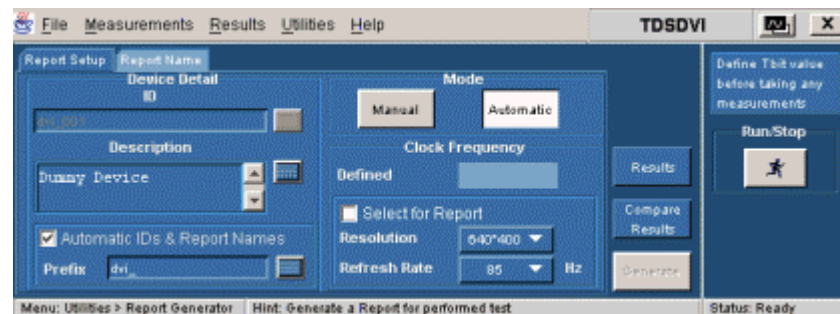 File Measurements Results Utilities Help TDSDVI X
Report Setup Report Name
Device Detail
ID
dvi_001
Description
Dummy Device
Automatic IDs & Report Names
Prefix dvi_
Mode
Manual Automatic
Clock Frequency
Defined
Select for Report
Resolution 640*400
Refresh Rate 85 Hz
Results
Compare
Results
Generate
Define Tbit value
before taking any
measurements
Run/Stop
Menu: Utilities > Report Generator Hint: Generate a Report for performed test Status: Ready